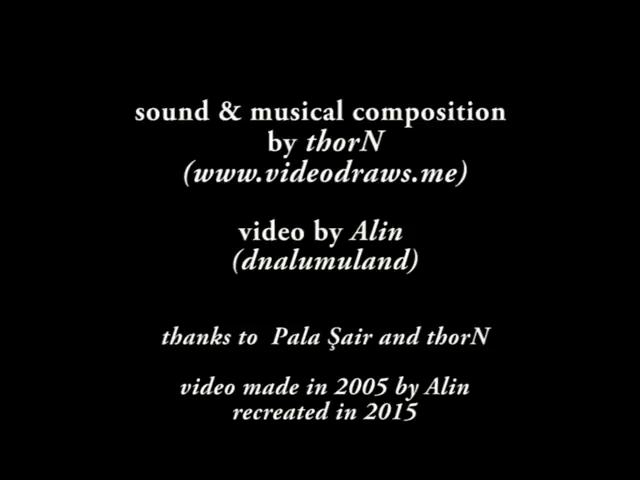 sound & musical composition
by thorN
(www.videodraws.me)
video by Alin
(dnalumuland)
thanks to Pala Şair and thorN
video made in 2005 by Alin
recreated in 2015